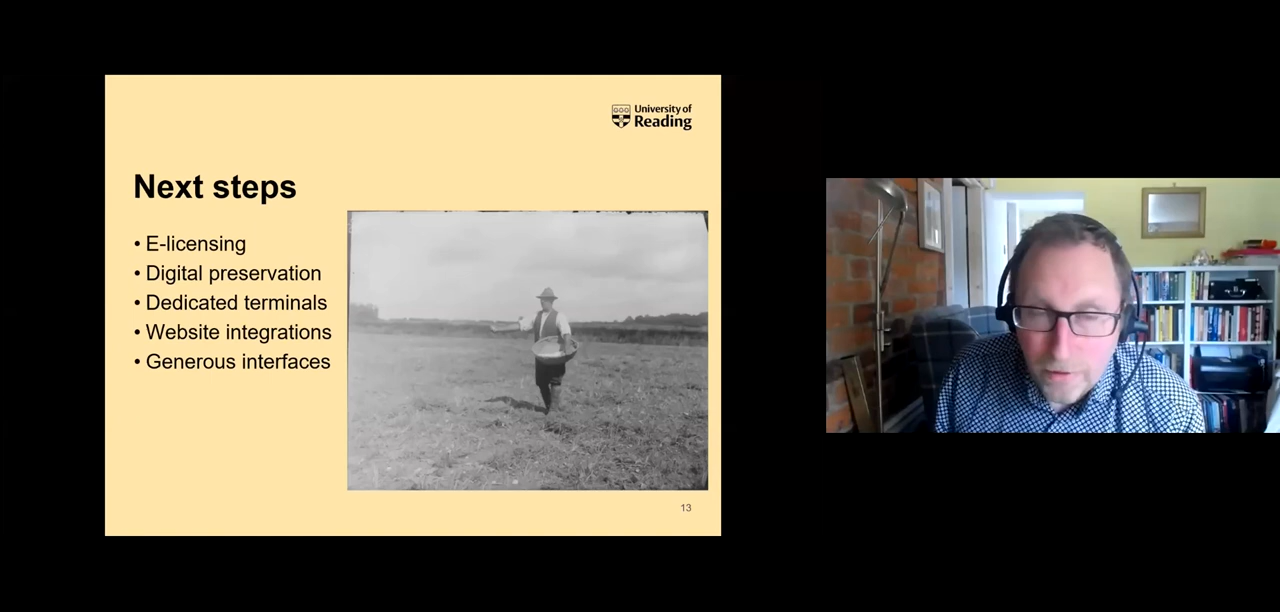 University of
Reading
Next steps
• E-licensing
• Digital preservation
• Dedicated terminals
• Website integrations
• Generous interfaces
13